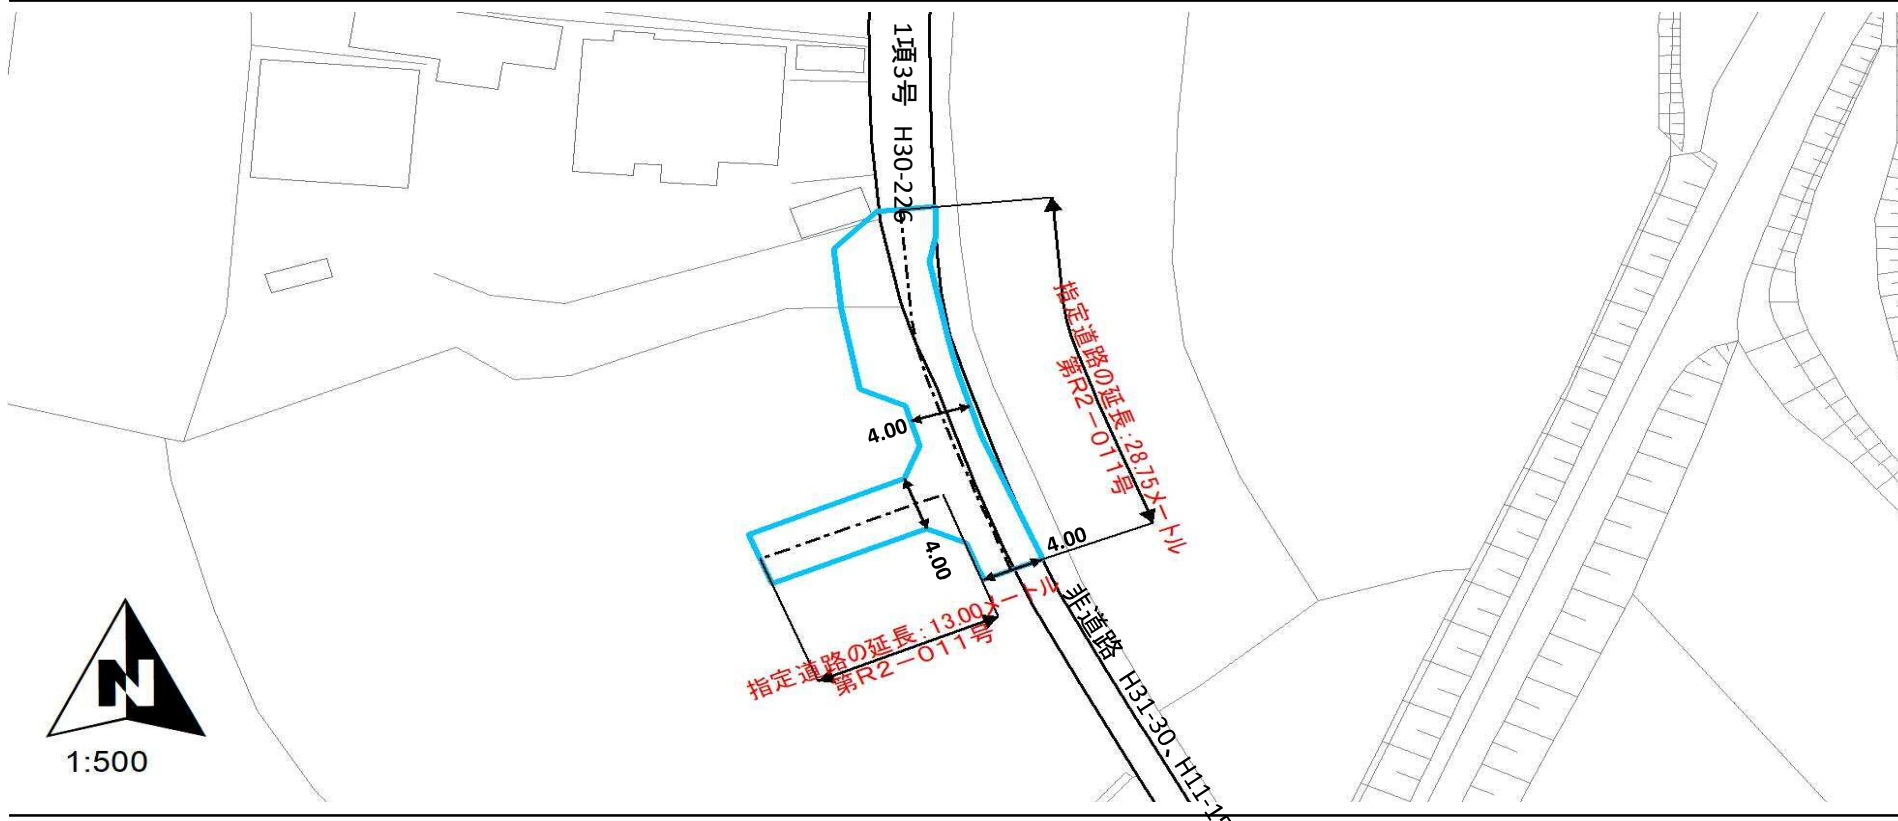 1項3号 H30-226
指定道路の延長:28.75メートル
第R2-011号
4.00
4.00
4.00
指定道路の延長:13.00メートル
第R2-011号
非道路 H31-30、H11-1
N
1:500